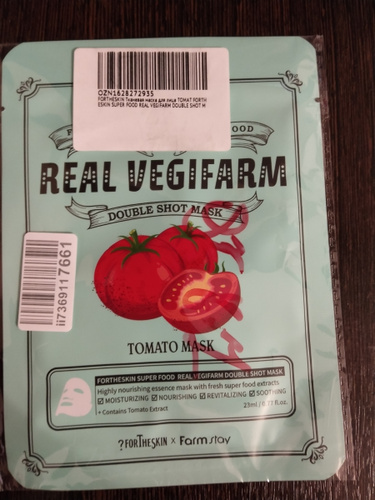 OZN1628272935
FORTHESKIN Тканевая маска для лица TOMAT FORTH
ESKIN SUPER FOOD REAL VEGIFARM DOUBLE SHOT M
FOOD
REAL VEGIFARM
DOUBLE SHOT MASK
ii7369117661
TOMATO MASK
FORTHESKIN SUPER FOOD REAL VEGIFARM DOUBLE SHOT MASK
Highly nourishing essence mask with fresh super food extracts
☑ MOISTURIZING ☑ NOURISHING ☑ REVITALIZING ☑ SOOTHING
+ Contains Tomato Extract
23ml / 0.77 fl.oz.
?FORTHESKIN × Farmstay